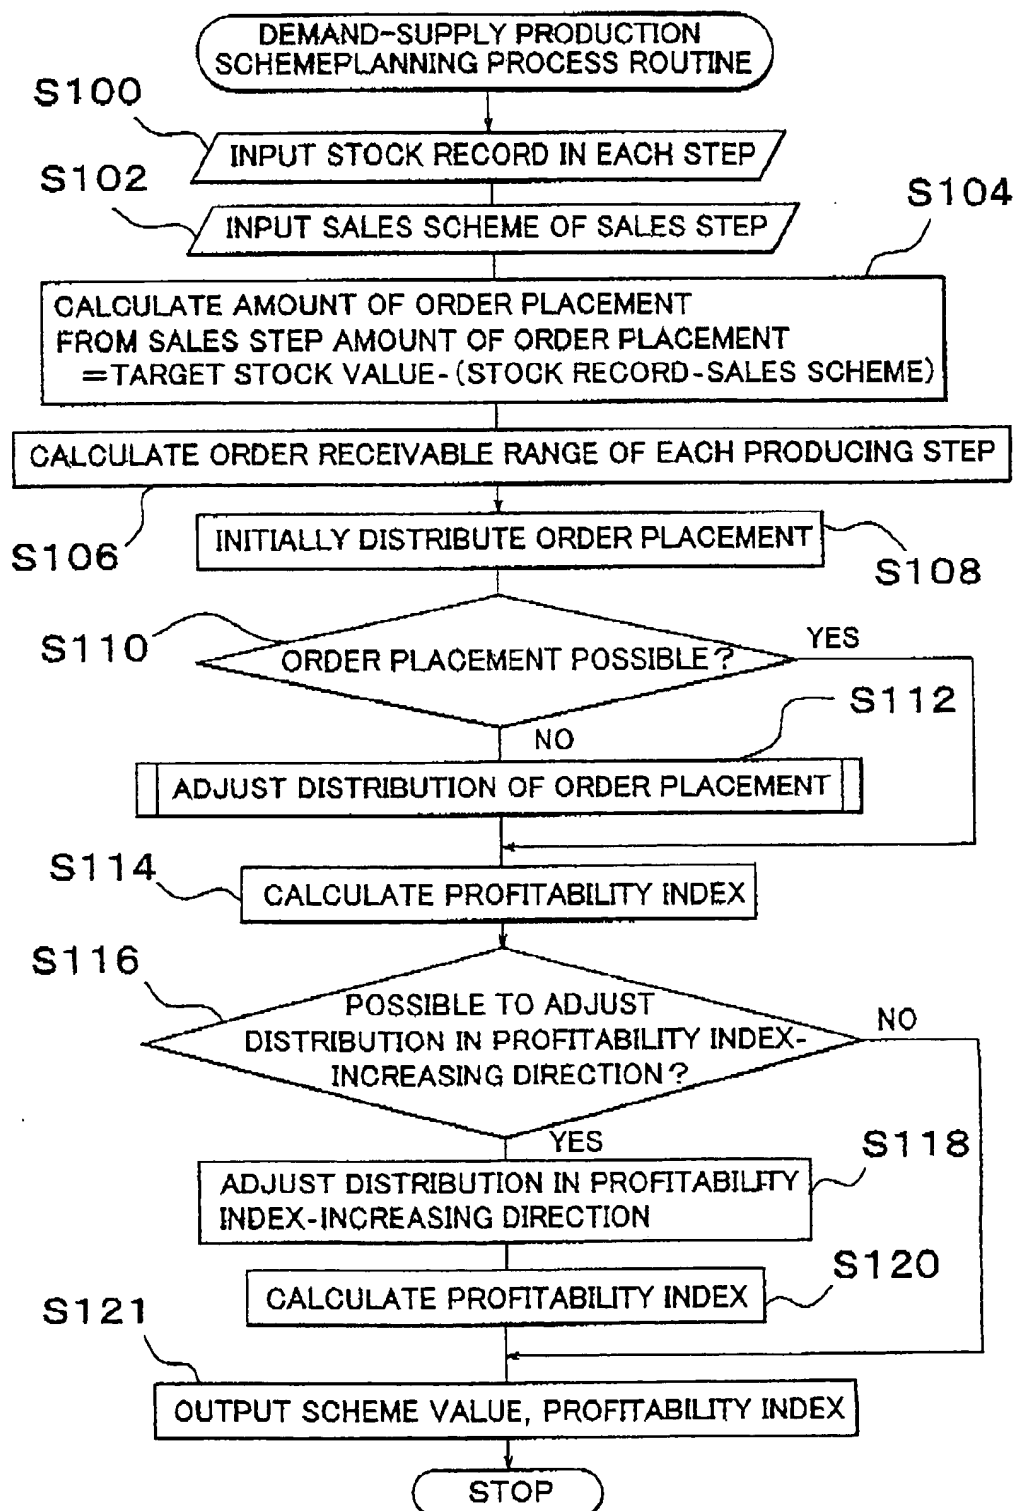 DEMAND-SUPPLY PRODUCTION
SCHEMEPLANNING PROCESS ROUTINE
S100
INPUT STOCK RECORD IN EACH STEP
S102
INPUT SALES SCHEME OF SALES STEP
S104
CALCULATE AMOUNT OF ORDER PLACEMENT
FROM SALES STEP AMOUNT OF ORDER PLACEMENT
=TARGET STOCK VALUE-(STOCK RECORD-SALES SCHEME)
CALCULATE ORDER RECEIVABLE RANGE OF EACH PRODUCING STEP
S106
INITIALLY DISTRIBUTE ORDER PLACEMENT
S108
S110
ORDER PLACEMENT POSSIBLE?
YES
S112
NO
ADJUST DISTRIBUTION OF ORDER PLACEMENT
S114
CALCULATE PROFITABILITY INDEX
S116
POSSIBLE TO ADJUST
DISTRIBUTION IN PROFITABILITY INDEX-
INCREASING DIRECTION?
NO
YES
S118
ADJUST DISTRIBUTION IN PROFITABILITY
INDEX-INCREASING DIRECTION
S120
CALCULATE PROFITABILITY INDEX
S121
OUTPUT SCHEME VALUE, PROFITABILITY INDEX
STOP